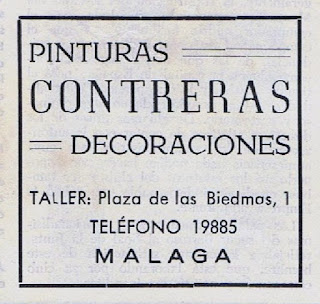 PINTURAS
CONTRERAS
DECORACIONES
TALLER: Plaza de las Biedmas, 1
TELÉFONO 19885
MALAGA